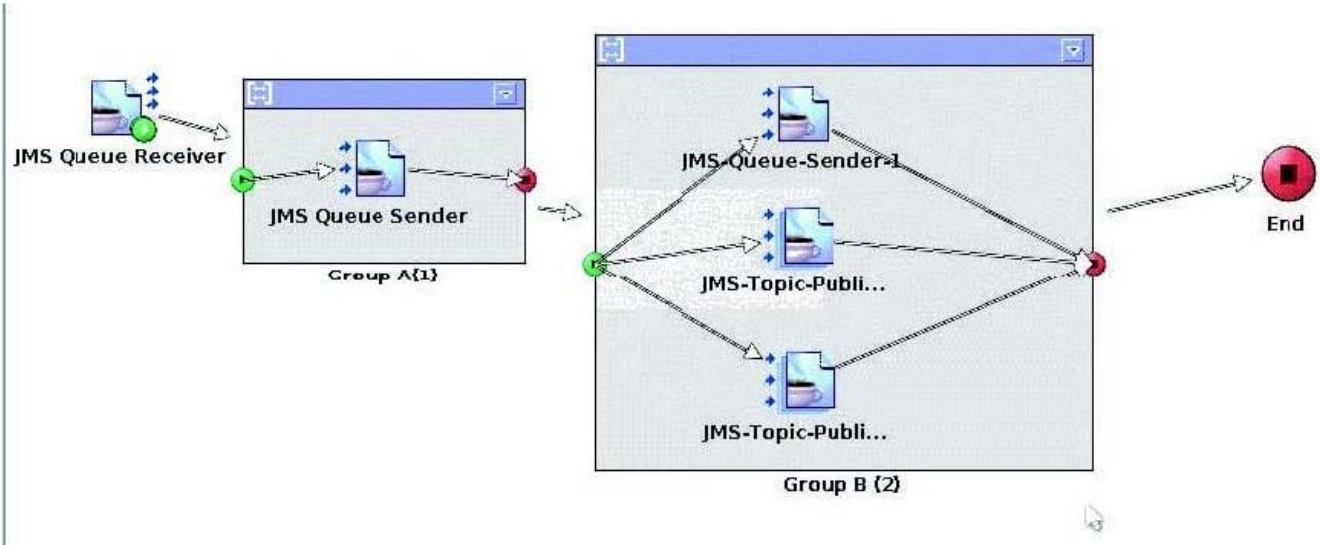 JMS Queue Receiver
JMS Queue Sender
Group A{1}
JMS-Queue-Sender-1
JMS-Topic-Publi...
JMS-Topic-Publi...
Group B {2}
End